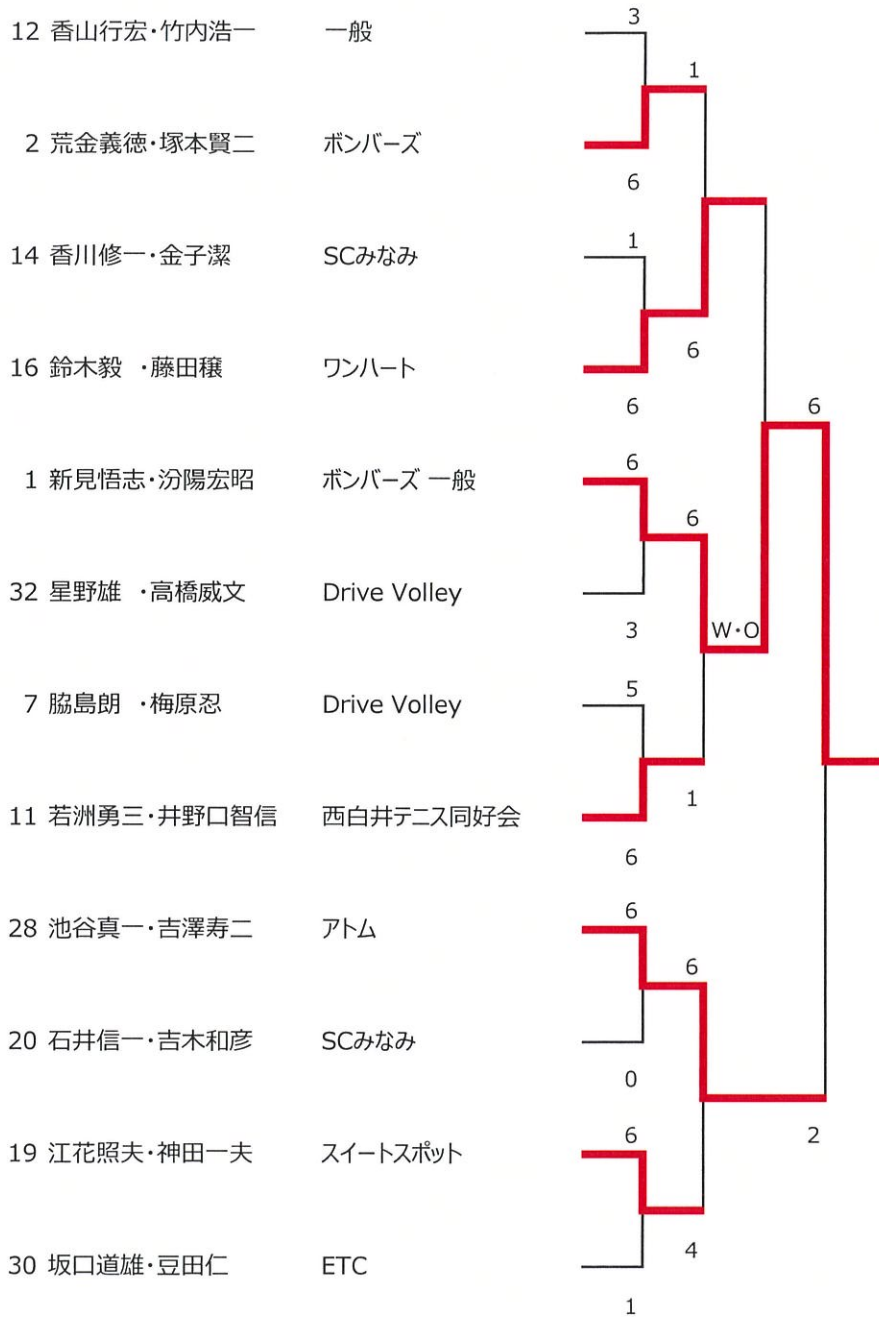 12 香山行宏・竹内浩一 一般 3
1
2 荒金義徳・塚本賢二 ボンバーズ
6
14 香川修一・金子潔 SCみなみ 1
6
16 鈴木毅 ・藤田穣 ワンハート
6
6
1 新見悟志・汾陽宏昭 ボンバーズ 一般 6
6
32 星野雄 ・高橋威文 Drive Volley
3 W・O
7 脇島朗 ・梅原忍 Drive Volley 5
1
11 若洲勇三・井野口智信 西白井テニス同好会
6
28 池谷真一・吉澤寿二 アトム 6
6
20 石井信一・吉木和彦 SCみなみ
0
19 江花照夫・神田一夫 スイートスポット 6 2
4
30 坂口道雄・豆田仁 ETC
1